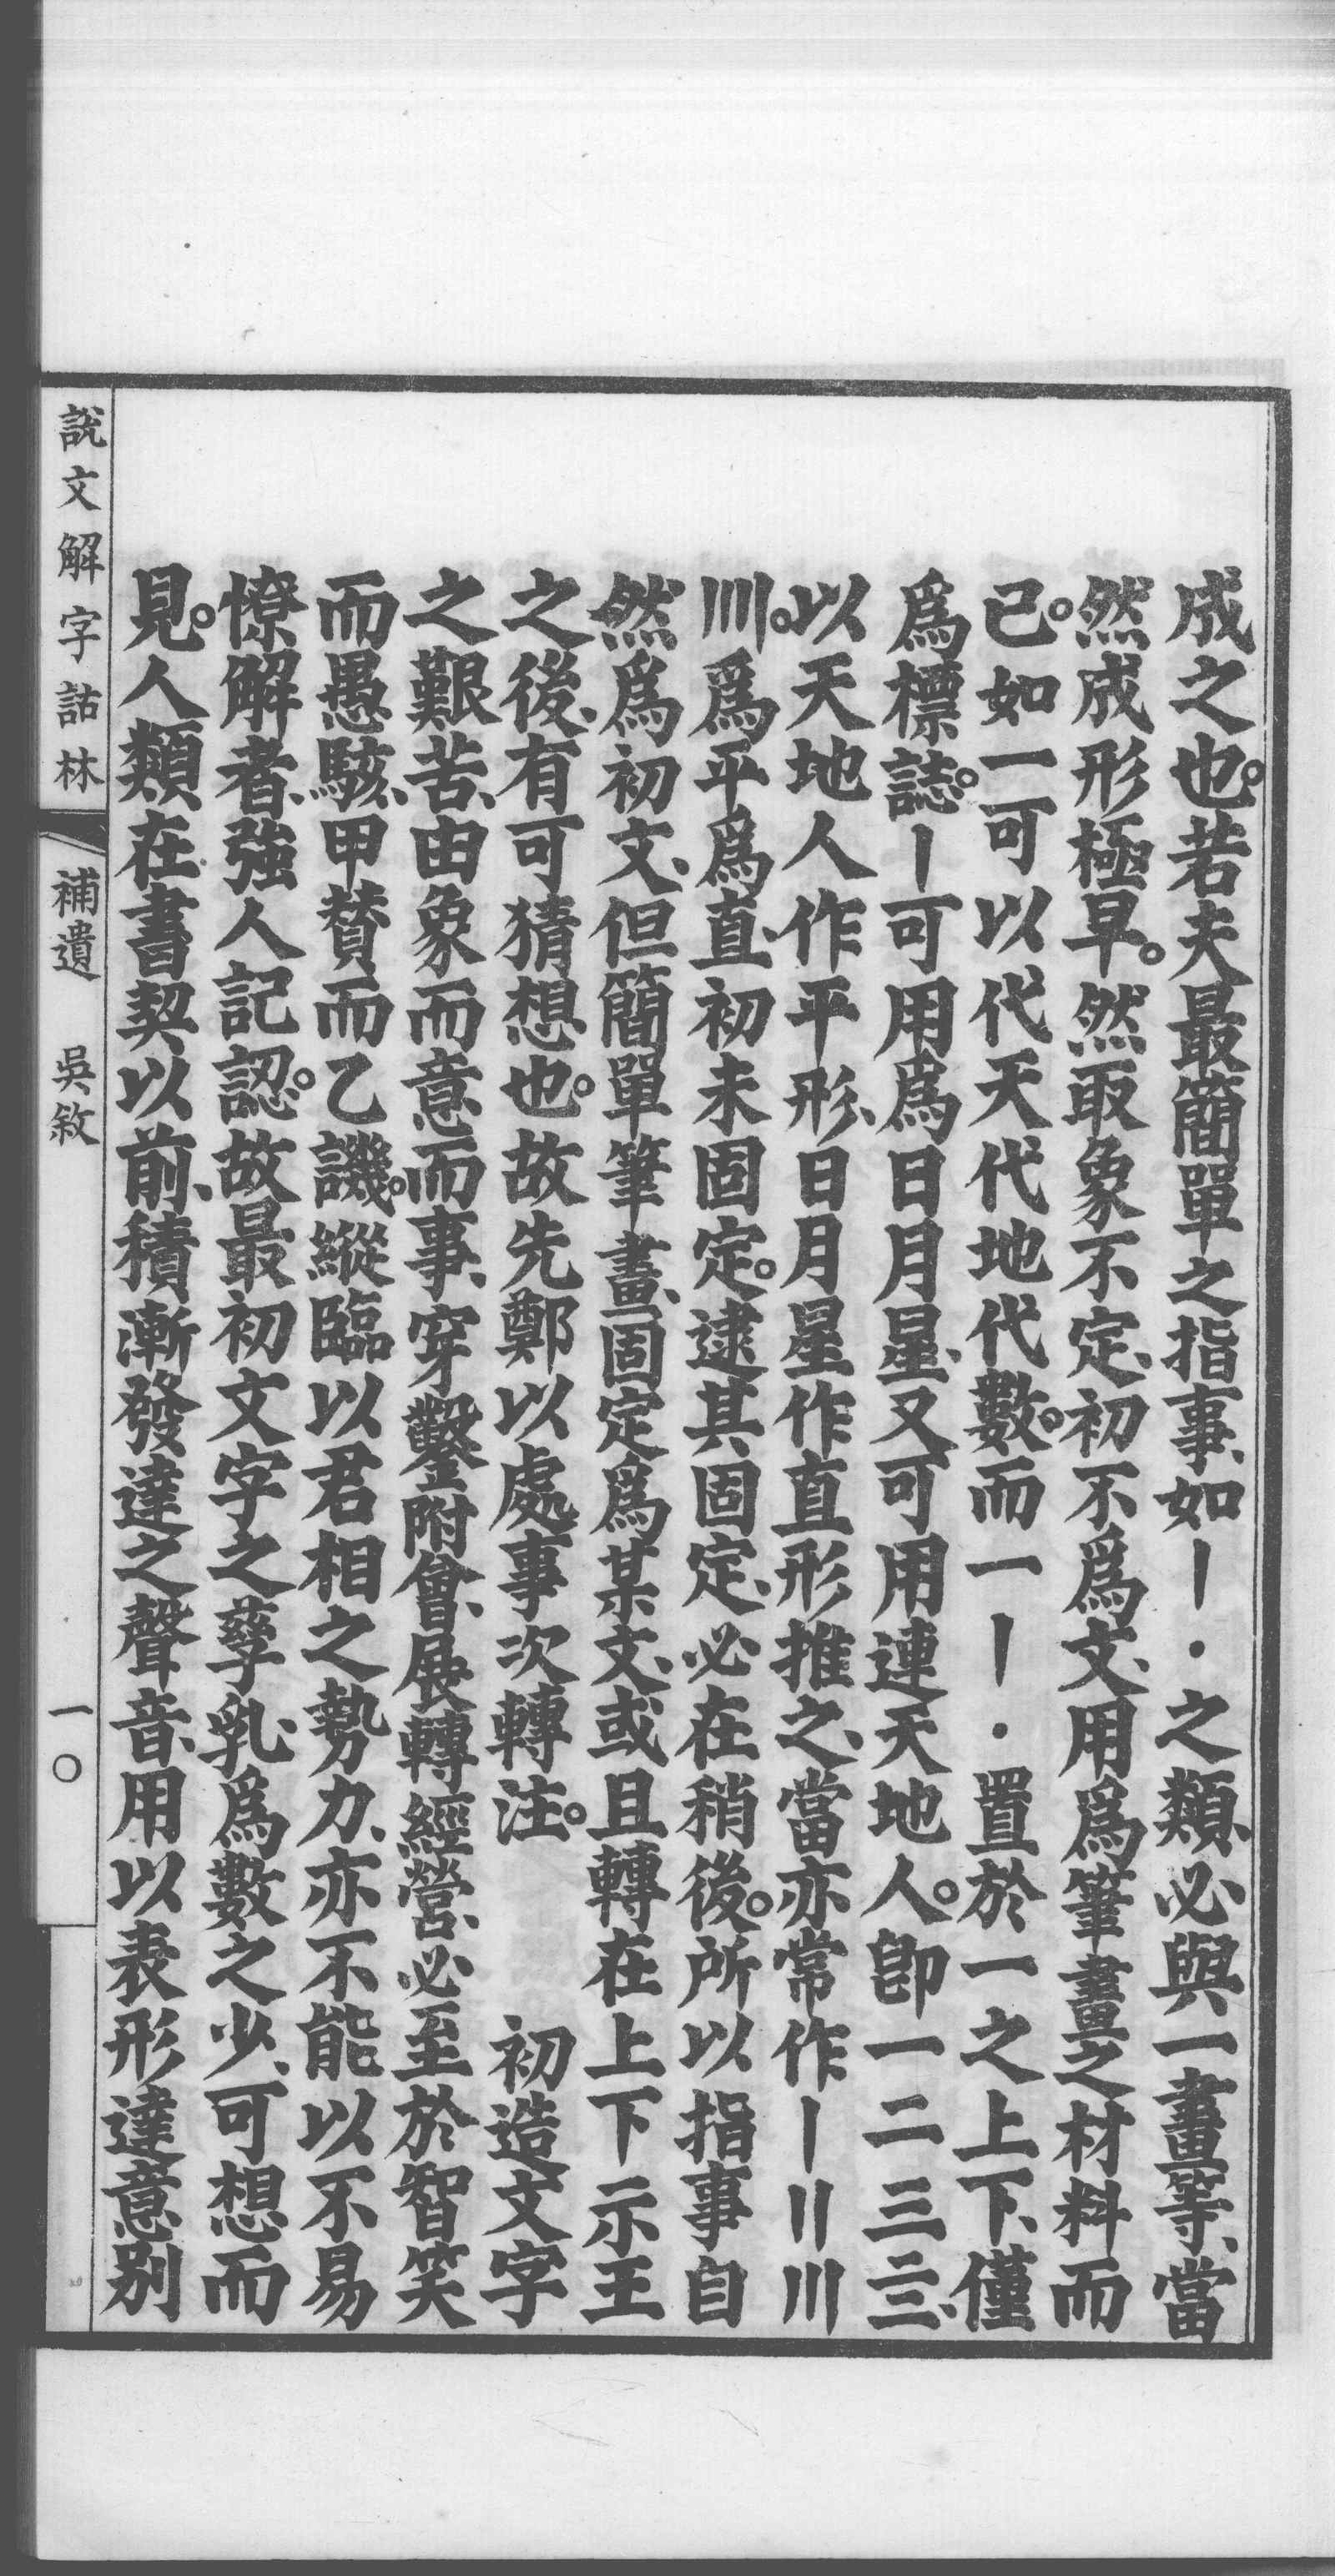 成之也。若夫最簡單之指事、如丨.之類、必與一畫等、當
然成形極早。然取象不定、初不爲文、用爲筆畫之材料而
已。如一可以代天代地代數。而一丨.置於一之上下、僅
爲標誌。丨可用爲日月星、又可用連天地人。卽一二三亖、
以天地人作平形、日月星作直形推之、當亦常作丨〢〣
〣。爲平爲直、初未固定。逮其固定、必在稍後。所以指事自
然爲初文、但簡單筆畫、固定爲某文、或且轉在上下示王
之後、有可猜想也。故先鄭以處事次轉注。　初造文字
之艱苦、由象而意而事、穿鑿附會、展轉經營、必至於智笑
而愚駭、甲贊而乙譏。縱臨以君相之勢力、亦不能以不易
憭解者、強人記認。故最初文字之孳乳、爲數之少、可想而
見。人類在書契以前、積漸發達之聲音、用以表形達意別
說文解字詁林　補遺　吳敘　一〇